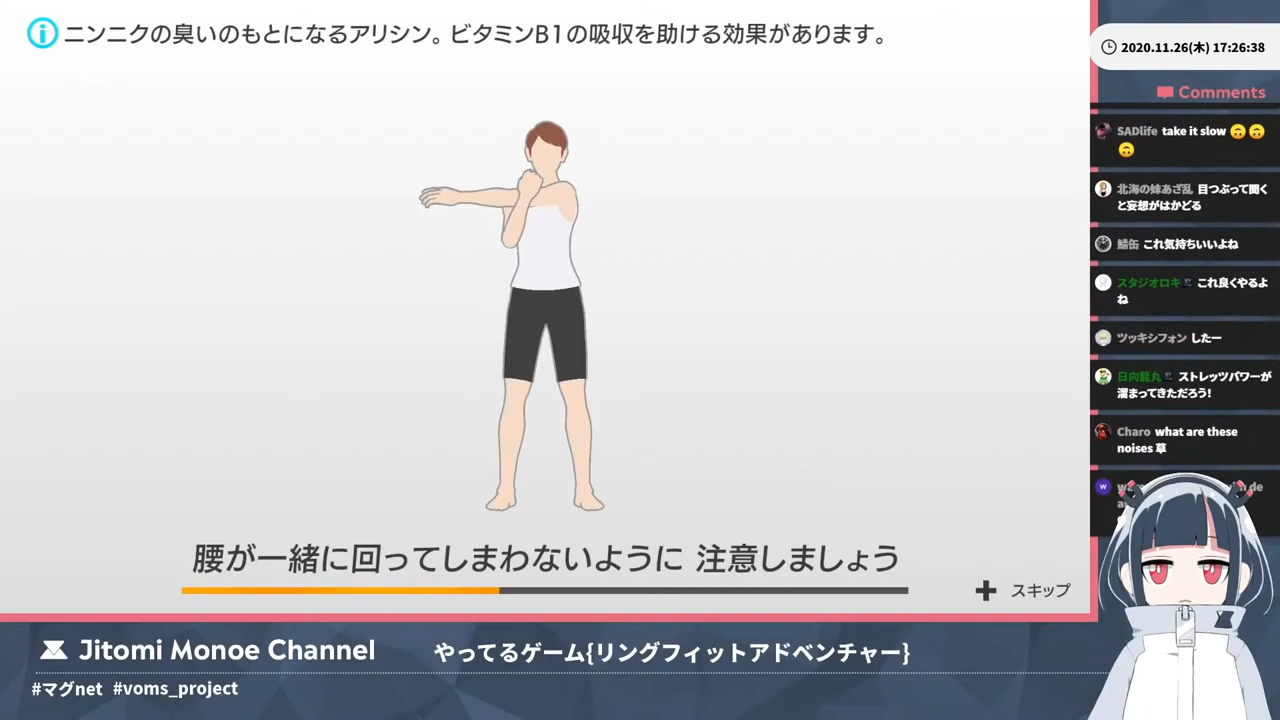 ニンニクの臭いのもとになるアリシン。ビタミンB1の吸収を助ける効果があります。
2020.11.26(木) 17:26:38
Comments
SADlife take it slow 🙃🙃
🙃
北海の妹あざ乱 目つぶって聞く
と妄想がはかどる
鯖缶 これ気持ちいいよね
スタジオロキ これ良くやるよ
ね
ツッキシフォン したー
日向龍丸 ストレッツパワーが
溜まってきただろう!
Charo what are these
noises 草
W
腰が一緒に回ってしまわないように 注意しましょう
スキップ
Jitomi Monoe Channel
やってるゲーム{リングフィットアドベンチャー}
#マグnet #voms_project